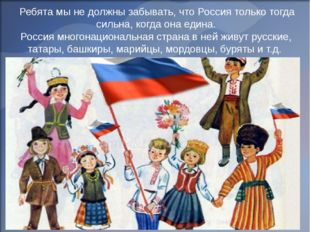 Ребята мы не должны забывать, что Россия только тогда
сильна, когда она едина.
Россия многонациональная страна в ней живут русские,
татары, башкиры, марийцы, мордовцы, буряты и т.д.